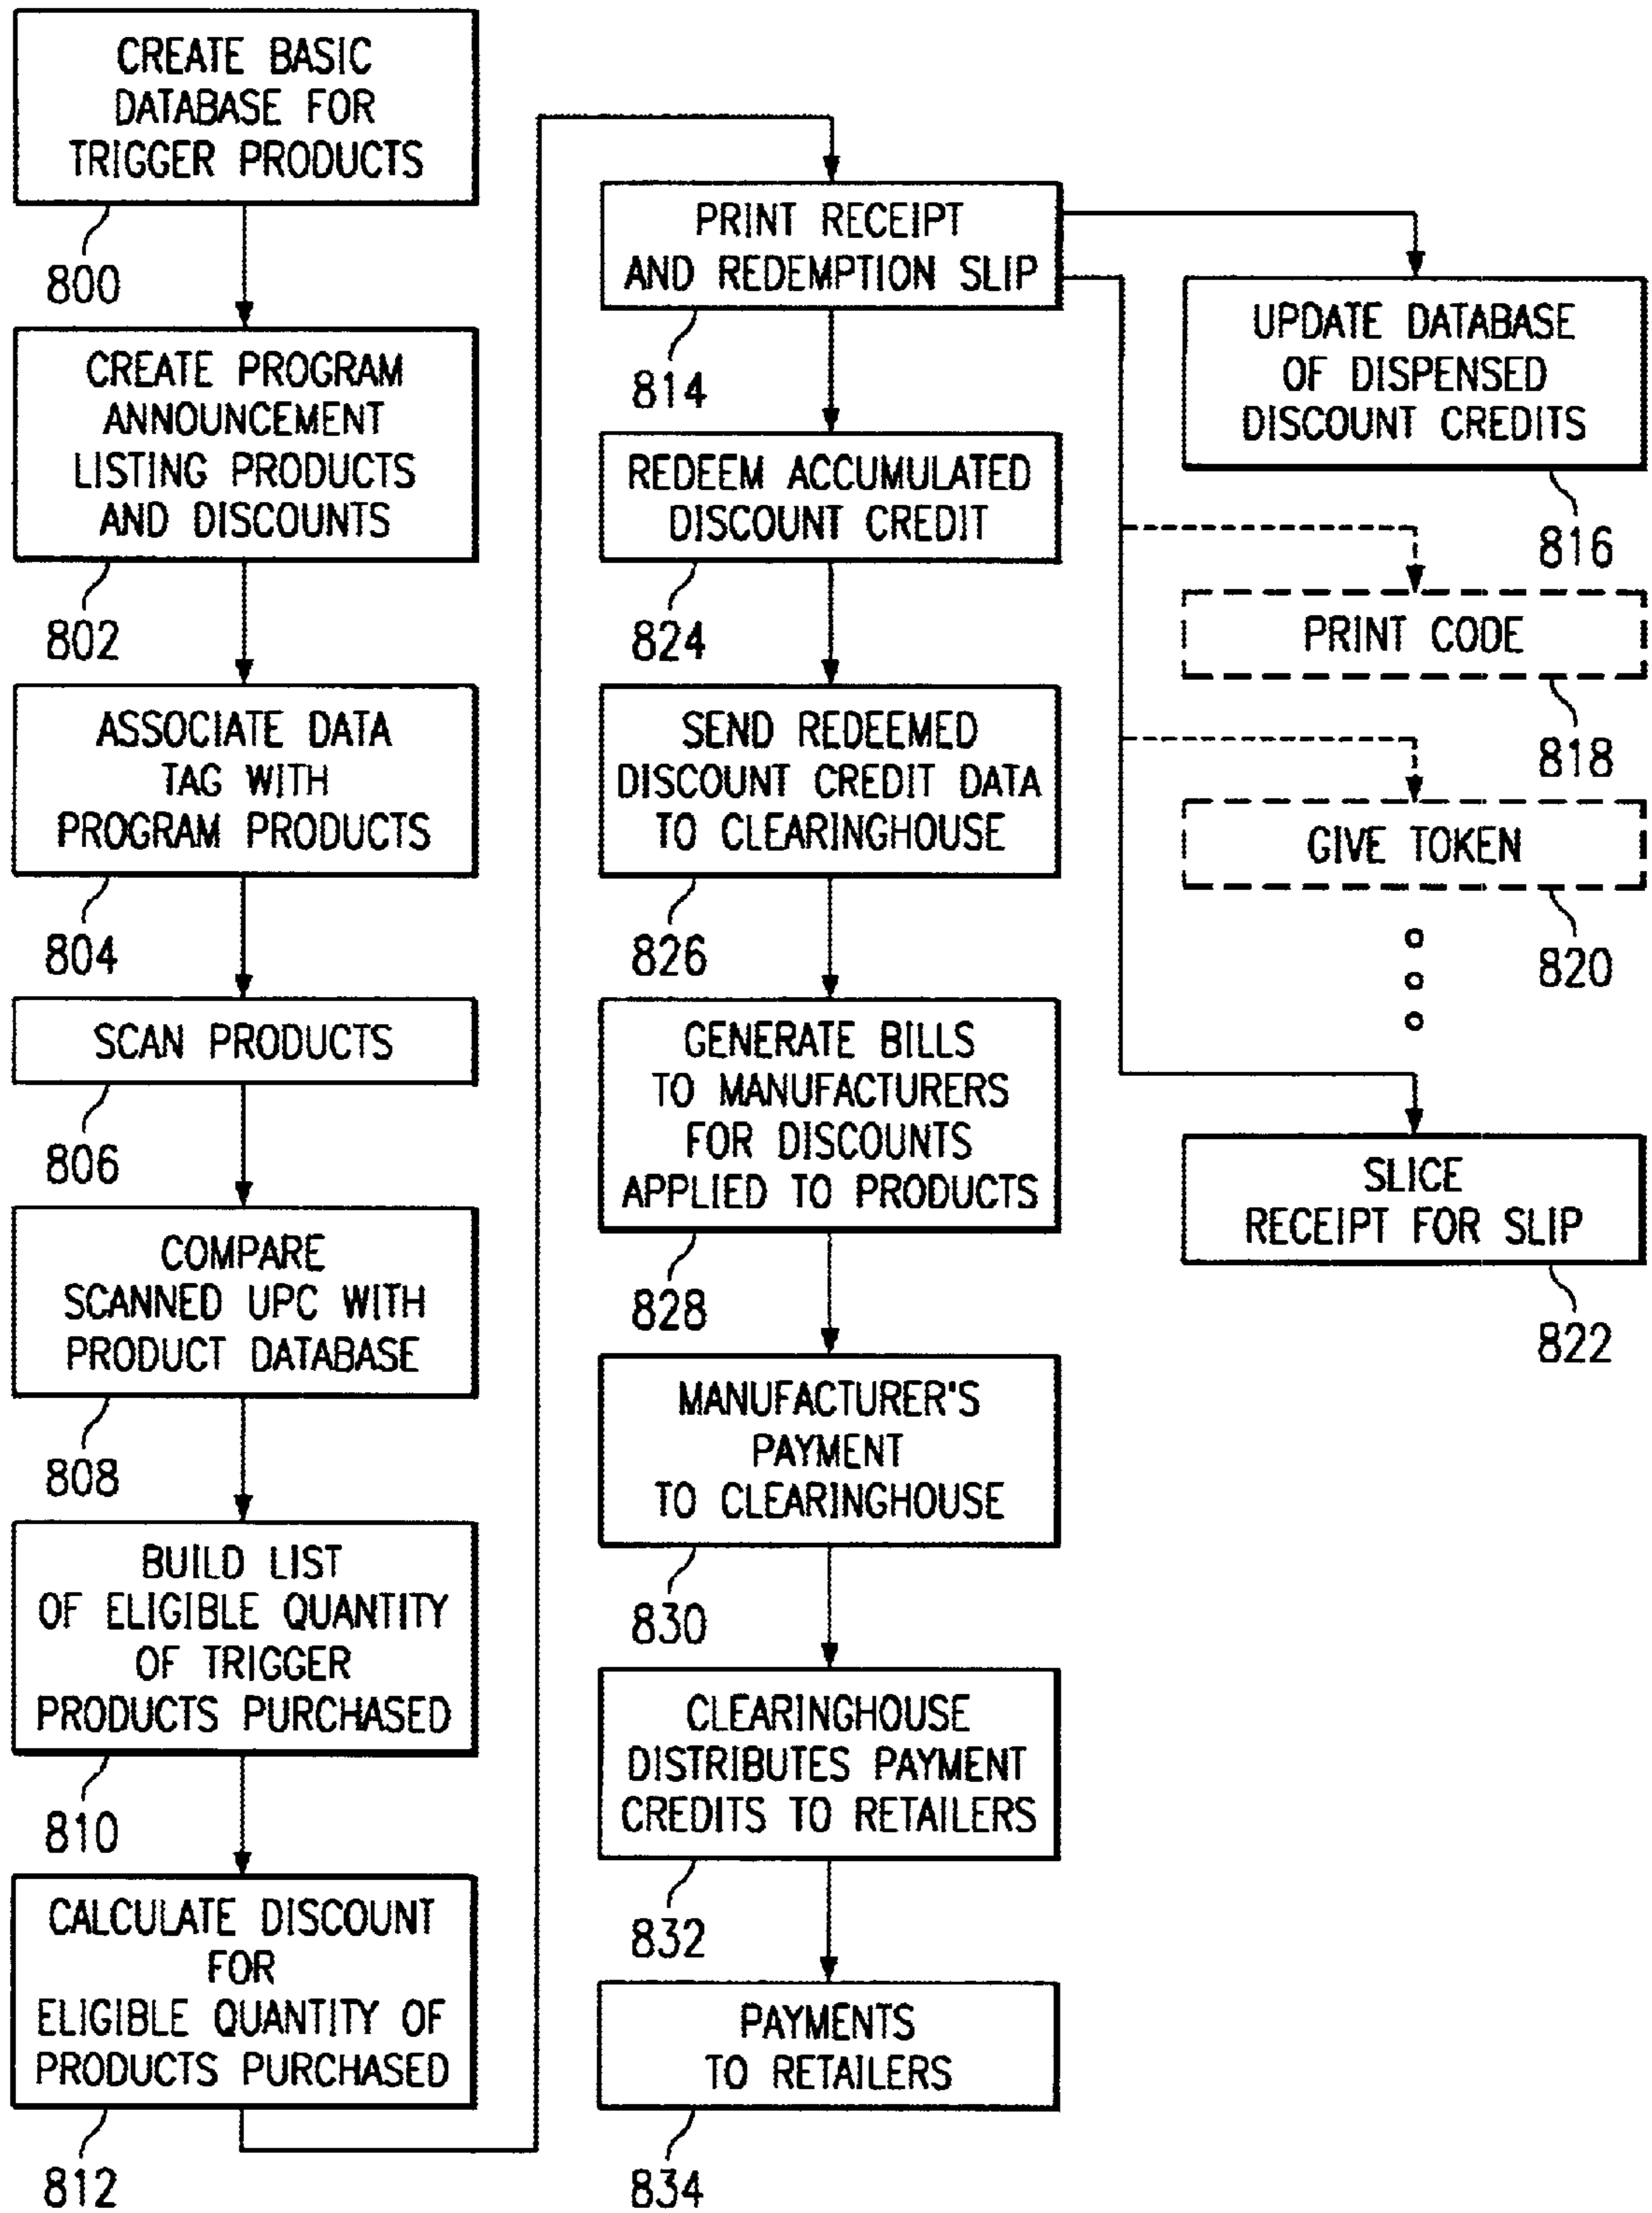 CREATE BASIC
DATABASE FOR
TRIGGER PRODUCTS
800
CREATE PROGRAM
ANNOUNCEMENT
LISTING PRODUCTS
AND DISCOUNTS
802
ASSOCIATE DATA
TAG WITH
PROGRAM PRODUCTS
804
SCAN PRODUCTS
806
COMPARE
SCANNED UPC WITH
PRODUCT DATABASE
808
BUILD LIST
OF ELIGIBLE QUANTITY
OF TRIGGER
PRODUCTS PURCHASED
810
CALCULATE DISCOUNT
FOR
ELIGIBLE QUANTITY OF
PRODUCTS PURCHASED
812
PRINT RECEIPT
AND REDEMPTION SLIP
814
REDEEM ACCUMULATED
DISCOUNT CREDIT
824
SEND REDEEMED
DISCOUNT CREDIT DATA
TO CLEARINGHOUSE
826
GENERATE BILLS
TO MANUFACTURERS
FOR DISCOUNTS
APPLIED TO PRODUCTS
828
MANUFACTURER'S
PAYMENT
TO CLEARINGHOUSE
830
CLEARINGHOUSE
DISTRIBUTES PAYMENT
CREDITS TO RETAILERS
832
PAYMENTS
TO RETAILERS
834
UPDATE DATABASE
OF DISPENSED
DISCOUNT CREDITS
816
PRINT CODE
818
GIVE TOKEN
820
SLICE
RECEIPT FOR SLIP
822